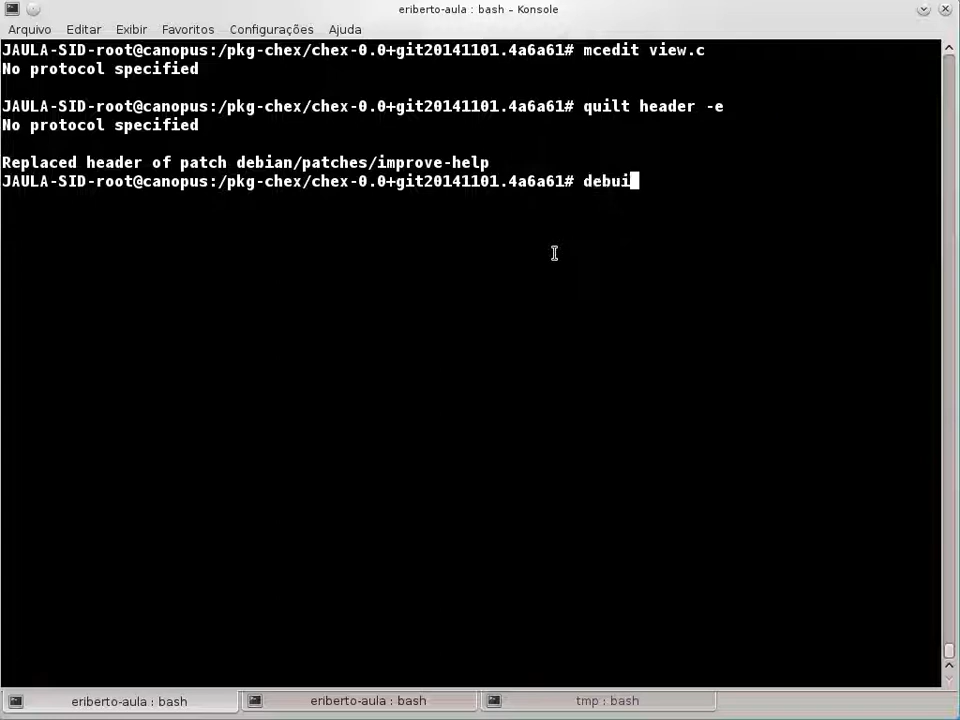 eriberto-aula : bash – Konsole
Arquivo Editar Exibir Favoritos Configurações Ajuda
JAULA-SID-root@canopus:/pkg-chex/chex-0.0+git20141101.4a6a61# mcedit view.c
No protocol specified
JAULA-SID-root@canopus:/pkg-chex/chex-0.0+git20141101.4a6a61# quilt header -e
No protocol specified
Replaced header of patch debian/patches/improve-help
JAULA-SID-root@canopus:/pkg-chex/chex-0.0+git20141101.4a6a61# debui
eriberto-aula : bash eriberto-aula : bash tmp : bash